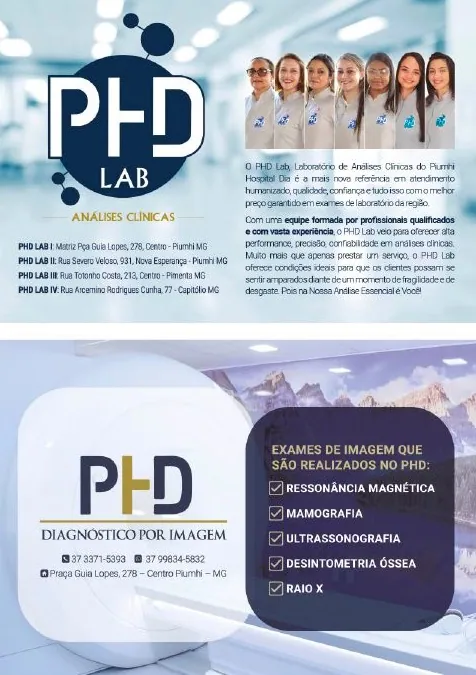 PHD
LAB
ANÁLISES CLÍNICAS
PHD LAB I: Matriz Pça Guia Lopes, 278, Centro - Piumhi MG
PHD LAB II: Rua Severo Veloso, 931, Nova Esperança - Piumhi MG
PHD LAB III: Rua Totonho Costa, 213, Centro - Pimenta MG
PHD LAB IV: Rua Arcemino Rodrigues Cunha, 77 - Capitólio MG
O PHD Lab, Laboratório de Análises Clínicas do Piumhi
Hospital Dia é a mais nova referência em atendimento
humanizado, qualidade, confiança e tudo isso com o melhor
preço garantido em exames de laboratório da região.
Com uma equipe formada por profissionais qualificados
e com vasta experiência, o PHD Lab veio para oferecer alta
performance, precisão, confiabilidade em análises clínicas.
Muito mais que apenas prestar um serviço, o PHD Lab
oferece condições ideais para que os clientes possam se
sentir amparados diante de um momento de fragilidade e de
desgaste. Pois na Nossa Análise Essencial é Você!
PHD
DIAGNÓSTICO POR IMAGEM
37 3371-5393 37 99834-5832
Praça Guia Lopes, 278 – Centro Piumhi – MG
EXAMES DE IMAGEM QUE
SÃO REALIZADOS NO PHD:
RESSONÂNCIA MAGNÉTICA
MAMOGRAFIA
ULTRASSONOGRAFIA
DESINTOMETRIA ÓSSEA
RAIO X